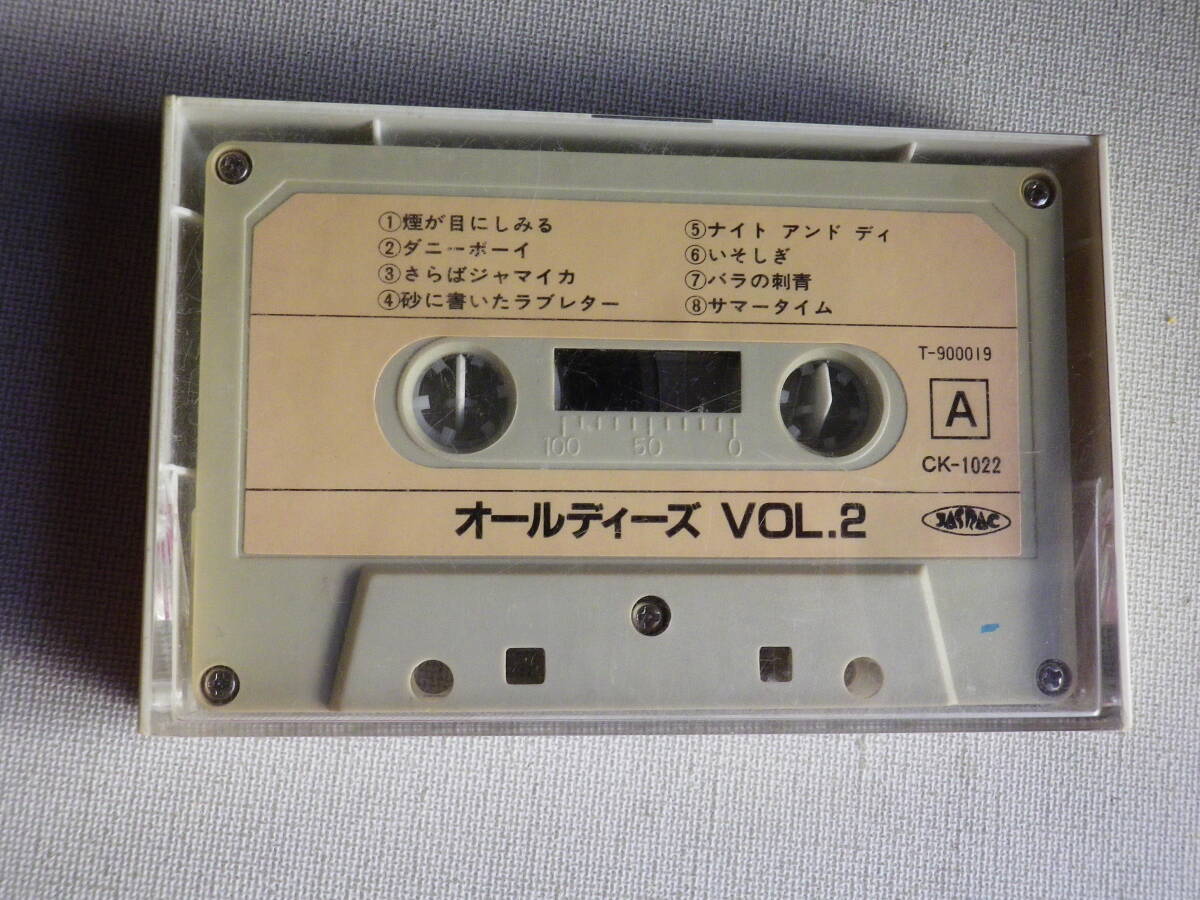 ①煙が目にしみる
②ダニーボーイ
③さらばジャマイカ
④砂に書いたラブレター
⑤ナイト アンド ディ
⑥いそしぎ
⑦バラの刺青
⑧サマータイム
T-900019
A
CK-1022
100 50 0
オールディーズ VOL.2
JASRAC